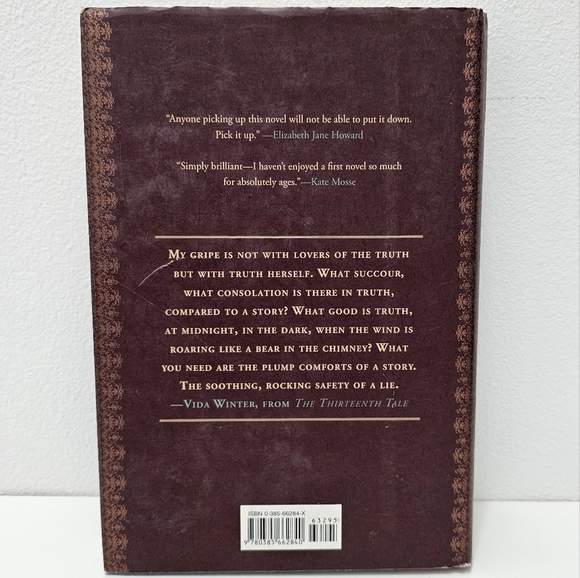 “Anyone picking up this novel will not be able to put it down.
Pick it up.” —Elizabeth Jane Howard
“Simply brilliant—I haven’t enjoyed a first novel so much
for absolutely ages.”—Kate Mosse
My gripe is not with lovers of the truth
but with truth herself. What succour,
what consolation is there in truth,
compared to a story? What good is truth,
at midnight, in the dark, when the wind is
roaring like a bear in the chimney? What
you need are the plump comforts of a story.
The soothing, rocking safety of a lie.
—Vida Winter, from The Thirteenth Tale
ISBN 0-385-66284-X
63295
9 780385 662840